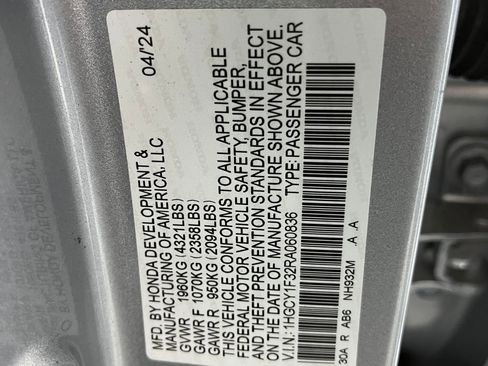 MFD. BY HONDA DEVELOPMENT & 04/'24
MANUFACTURING OF AMERICA, LLC
GVWR 1960KG (4321LBS)
GAWR F 1070KG (2358LBS)
GAWR R 950KG (2094LBS)
THIS VEHICLE CONFORMS TO ALL APPLICABLE
FEDERAL MOTOR VEHICLE SAFETY, BUMPER,
AND THEFT PREVENTION STANDARDS IN EFFECT
ON THE DATE OF MANUFACTURE SHOWN ABOVE.
V.I.N.: 1HGCY1F32RA060836 TYPE: PASSENGER CAR
30A R AB6 NH932M A A